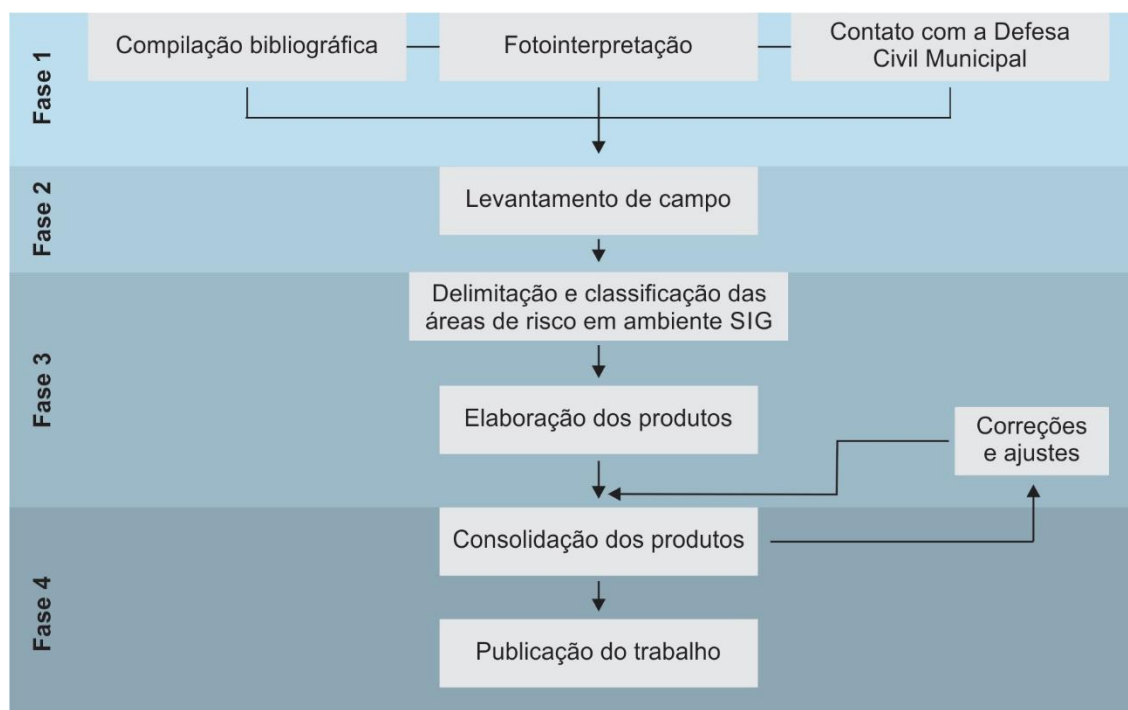 Fase 1
Compilação bibliográfica
Fotointerpretação
Contato com a Defesa
Civil Municipal
Fase 2
Levantamento de campo
Fase 3
Delimitação e classificação das
áreas de risco em ambiente SIG
Elaboração dos produtos
Correções
e ajustes
Fase 4
Consolidação dos produtos
Publicação do trabalho